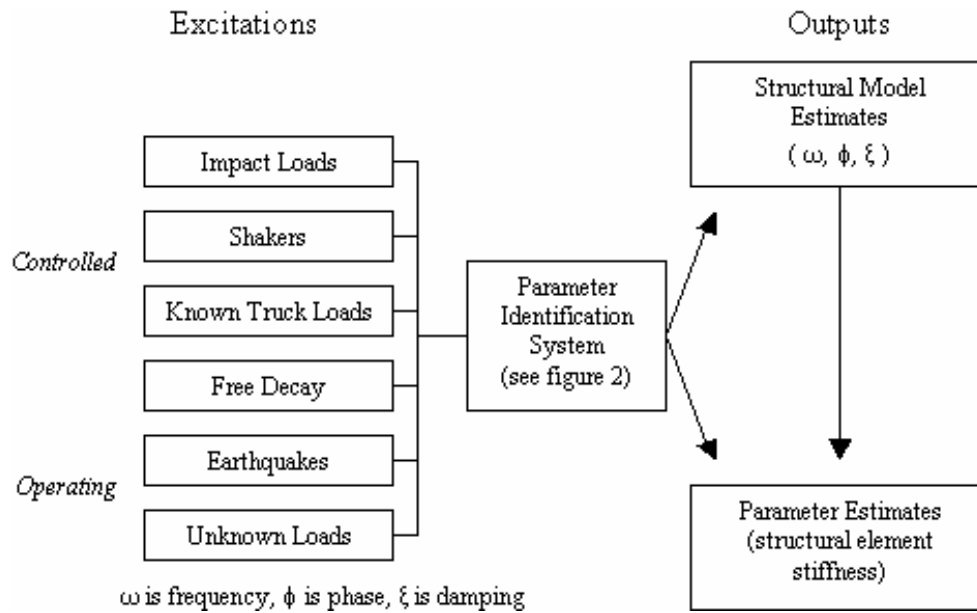 Excitations
Outputs
Structural Model
Estimates
( ω, ϕ, ξ )
Impact Loads
Shakers
Controlled
Known Truck Loads
Parameter
Identification
System
(see figure 2)
Free Decay
Earthquakes
Operating
Unknown Loads
Parameter Estimates
(structural element
stiffness)
ω is frequency, ϕ is phase, ξ is damping